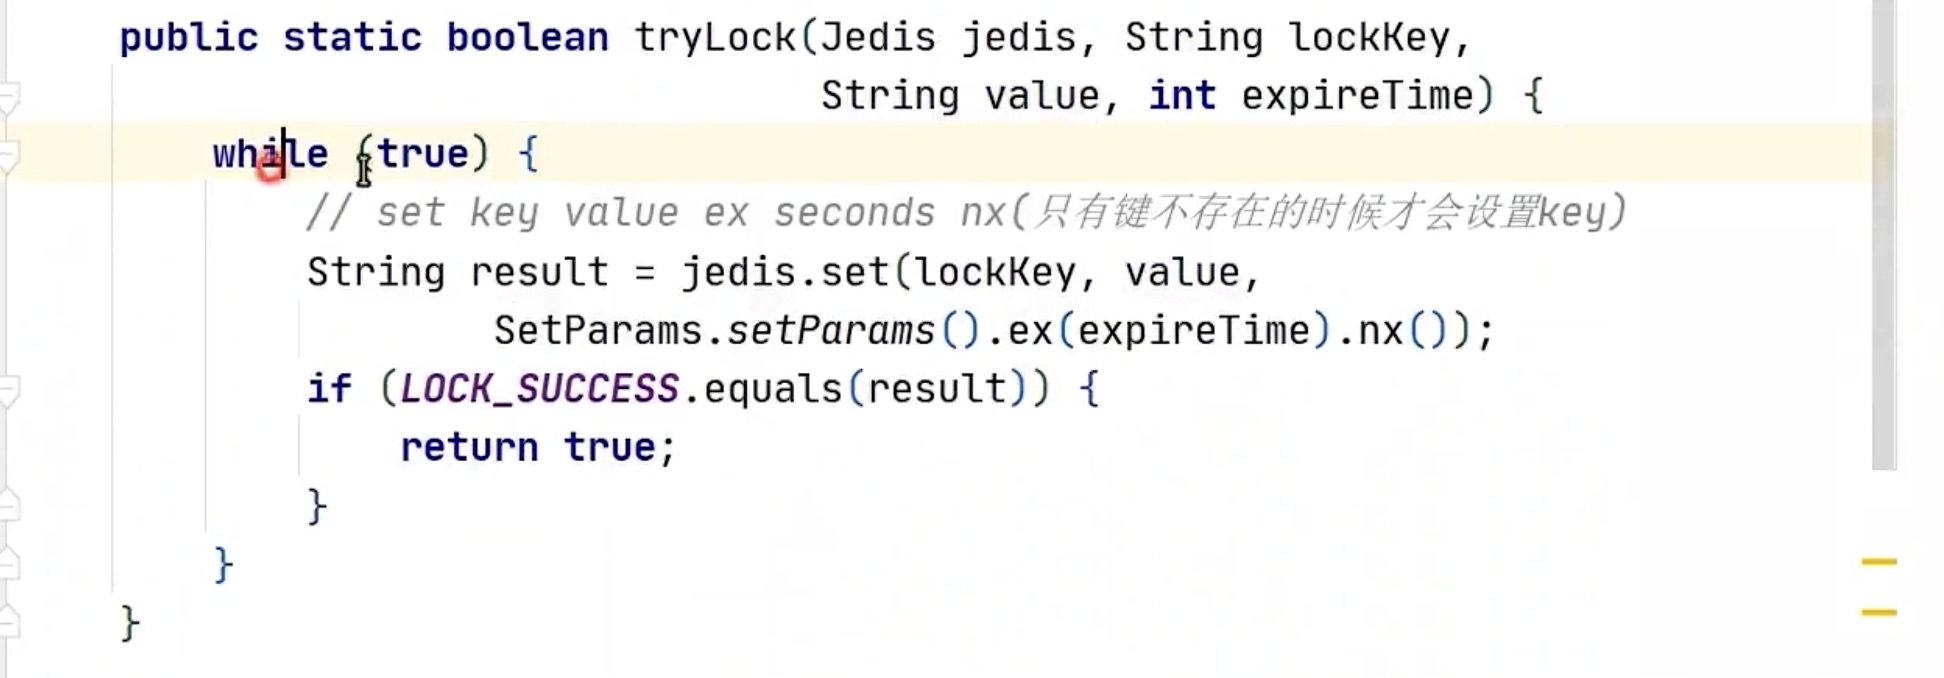 public static boolean tryLock(Jedis jedis, String lockKey,
String value, int expireTime) {
while (true) {
// set key value ex seconds nx(只有键不存在的时候才会设置key)
String result = jedis.set(lockKey, value,
SetParams.setParams().ex(expireTime).nx());
if (LOCK_SUCCESS.equals(result)) {
return true;
}
}
}